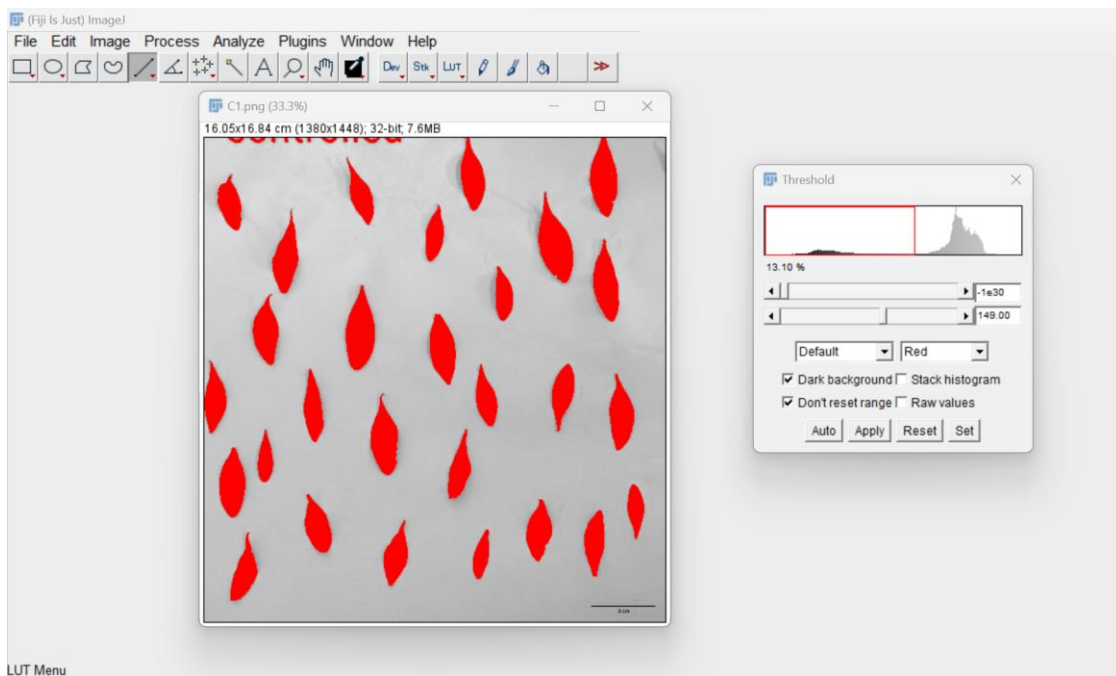 (Fiji Is Just) ImageJ
File Edit Image Process Analyze Plugins Window Help
A Dev Stk LUT
C1.png (33.3%)
16.05x16.84 cm (1380x1448); 32-bit; 7.6MB
controlled
Threshold
13.10 %
-1e30
149.00
Default Red
Dark background Stack histogram
Don't reset range Raw values
Auto Apply Reset Set
LUT Menu